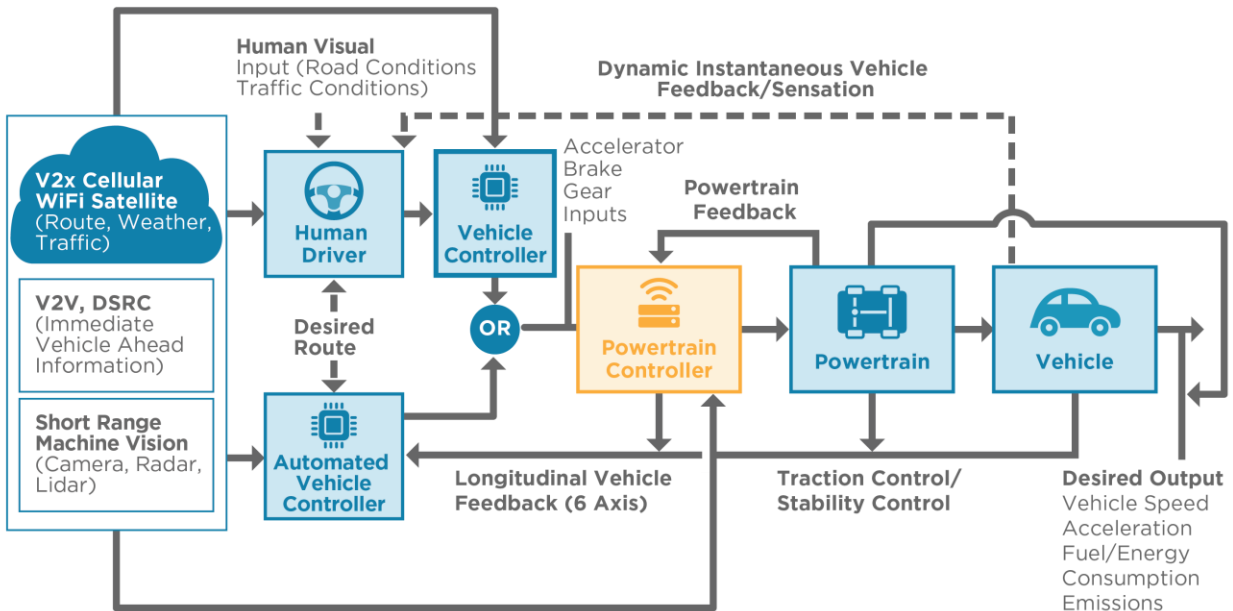 Human Visual
Input (Road Conditions
Traffic Conditions)
Dynamic Instantaneous Vehicle
Feedback/Sensation
V2x Cellular
WiFi Satellite
(Route, Weather,
Traffic)
V2V, DSRC
(Immediate
Vehicle Ahead
Information)
Short Range
Machine Vision
(Camera, Radar,
Lidar)
Human
Driver
Vehicle
Controller
Accelerator
Brake
Gear
Inputs
Powertrain
Feedback
Desired
Route
OR
Powertrain
Controller
Powertrain
Vehicle
Automated
Vehicle
Controller
Longitudinal Vehicle
Feedback (6 Axis)
Traction Control/
Stability Control
Desired Output
Vehicle Speed
Acceleration
Fuel/Energy
Consumption
Emissions